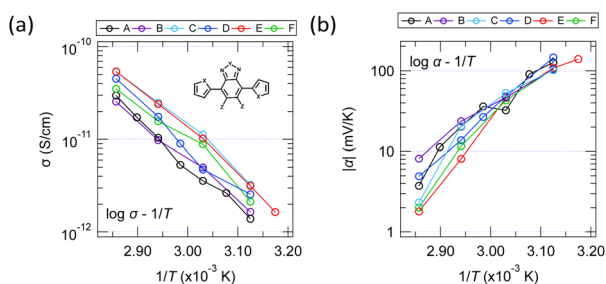 (a)
A B C D E F
10⁻¹⁰
10⁻¹¹
10⁻¹²
σ (S/cm)
N Y N
X X
Z Z
log σ - 1/T
2.90 3.00 3.10 3.20
1/T (x10⁻³ K)
(b)
A B C D E F
log α - 1/T
100
10
1
|α| (mV/K)
2.90 3.00 3.10 3.20
1/T (x10⁻³ K)